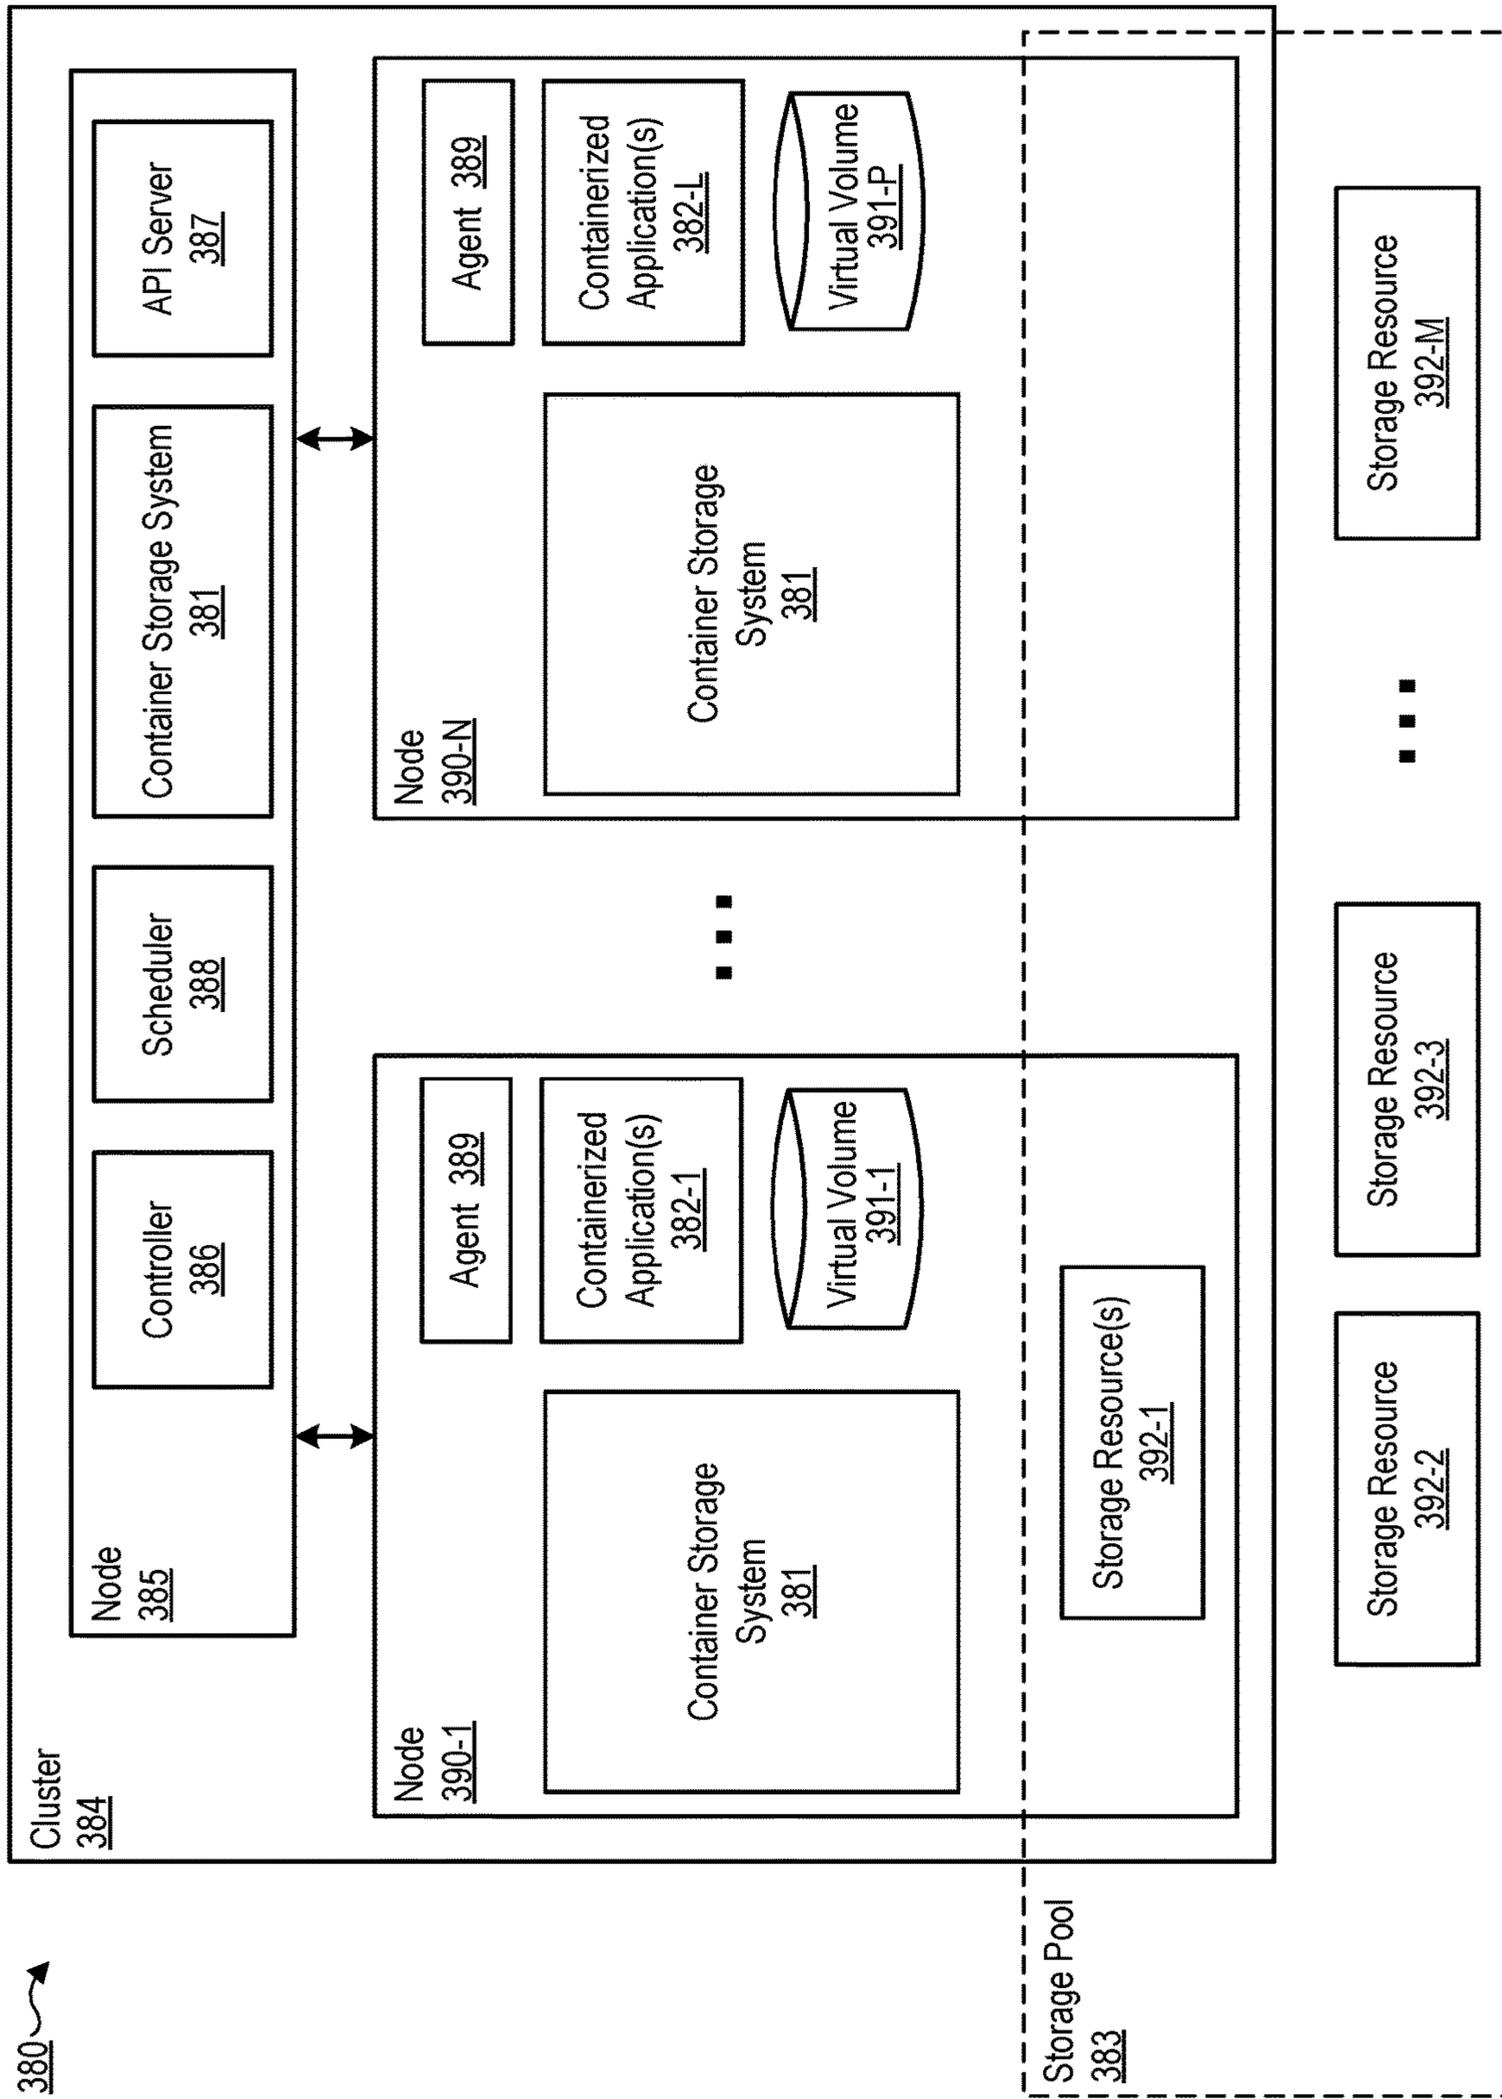 380
Cluster
384
Node
385
Controller
386
Scheduler
388
Container Storage System
381
API Server
387
Node
390-1
Agent 389
Container Storage
System
381
Containerized
Application(s)
382-1
Virtual Volume
391-1
Storage Resource(s)
392-1
Node
390-N
Agent 389
Container Storage
System
381
Containerized
Application(s)
382-L
Virtual Volume
391-P
Storage Pool
383
Storage Resource
392-2
Storage Resource
392-3
Storage Resource
392-M